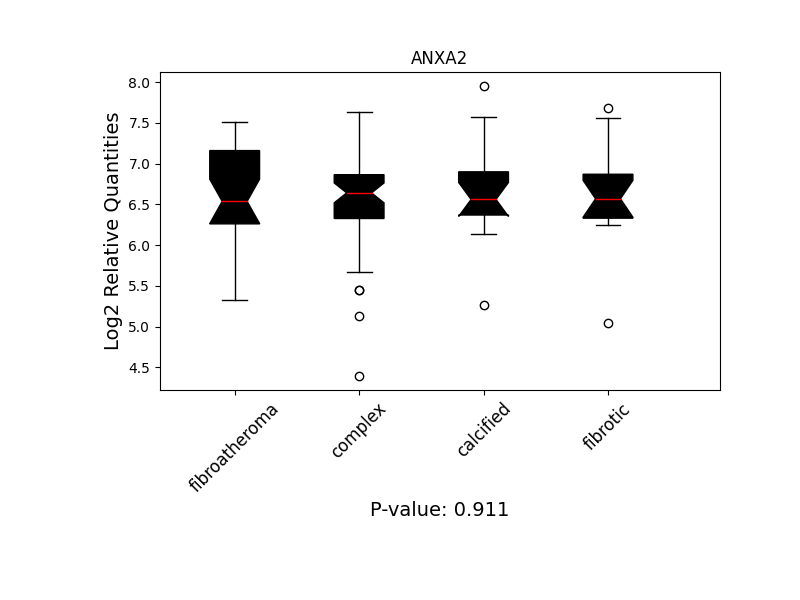 ANXA2
Log2 Relative Quantities
8.0
7.5
7.0
6.5
6.0
5.5
5.0
4.5
fibroatheroma
complex
calcified
fibrotic
P-value: 0.911